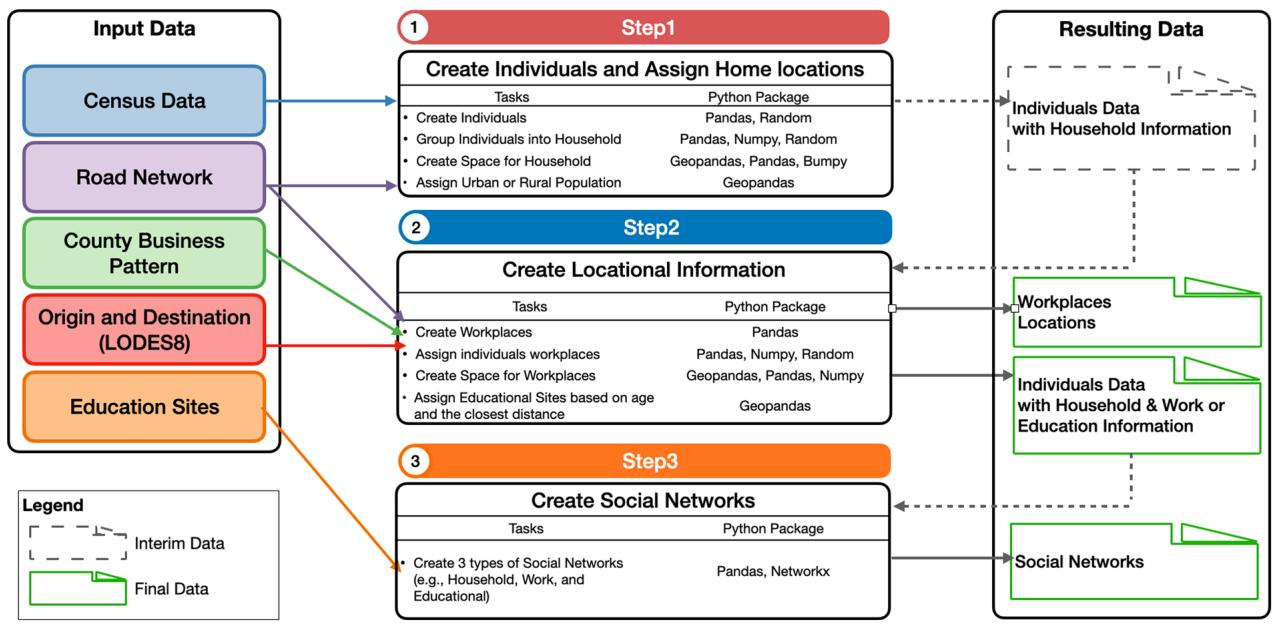 Input Data
Census Data
Road Network
County Business
Pattern
Origin and Destination
(LODES8)
Education Sites
Legend
Interim Data
Final Data
1
Step1
Create Individuals and Assign Home locations
Tasks
Python Package
• Create Individuals
Pandas, Random
• Group Individuals into Household
Pandas, Numpy, Random
• Create Space for Household
Geopandas, Pandas, Bumpy
• Assign Urban or Rural Population
Geopandas
2
Step2
Create Locational Information
Tasks
Python Package
• Create Workplaces
Pandas
• Assign individuals workplaces
Pandas, Numpy, Random
• Create Space for Workplaces
Geopandas, Pandas, Numpy
• Assign Educational Sites based on age
and the closest distance
Geopandas
3
Step3
Create Social Networks
Tasks
Python Package
• Create 3 types of Social Networks
(e.g., Household, Work, and
Educational)
Pandas, Networkx
Resulting Data
Individuals Data
with Household Information
Workplaces
Locations
Individuals Data
with Household & Work or
Education Information
Social Networks